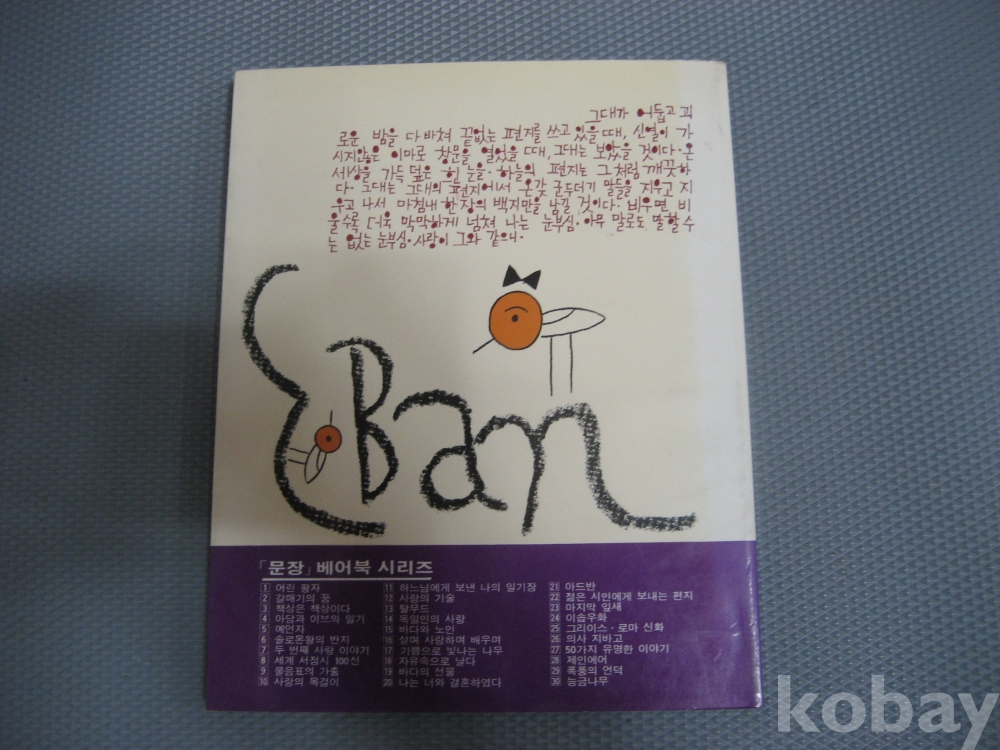 그대가 어둡고 괴
로운 밤을 다 바쳐 끝없는 편지를 쓰고 있을 때, 신열이 가
시지않은 이마로 창문을 열었을 때, 그대는 보았을 것이다·온
세상을 가득 덮은 흰 눈을·하늘의 편지는 그처럼 깨끗하
다·그대는 그대의 편지에서 온갖 군두더기 말들을 지우고 지
우고 나서 마침내 한 장의 백지만을 남길 것이다·비우면 비
울수록 더욱 막막하게 넘쳐 나는 눈부심·아무 말로도 말할 수
는 없는 눈부심·사랑이 그와 같으니·
EBan
「문장」 베어북 시리즈
1 어린 왕자
2 갈매기의 꿈
3 책상은 책상이다
4 아담과 이브의 일기
5 예언자
6 솔로몬왕의 반지
7 두 번째 사랑 이야기
8 세계 서정시 100선
9 물음표의 가출
10 사랑의 목걸이
11 하느님에게 보낸 나의 일기장
12 사랑의 기술
13 탈무드
14 독일인의 사랑
15 바다와 노인
16 살며 사랑하며 배우며
17 기쁨으로 빛나는 나무
18 자유속으로 날다
19 바다의 선물
20 나는 너와 결혼하였다
21 아드반
22 젊은 시인에게 보내는 편지
23 마지막 잎새
24 이솝우화
25 그리이스·로마 신화
26 의사 지바고
27 50가지 유명한 이야기
28 제인에어
29 폭풍의 언덕
30 능금나무
kobay